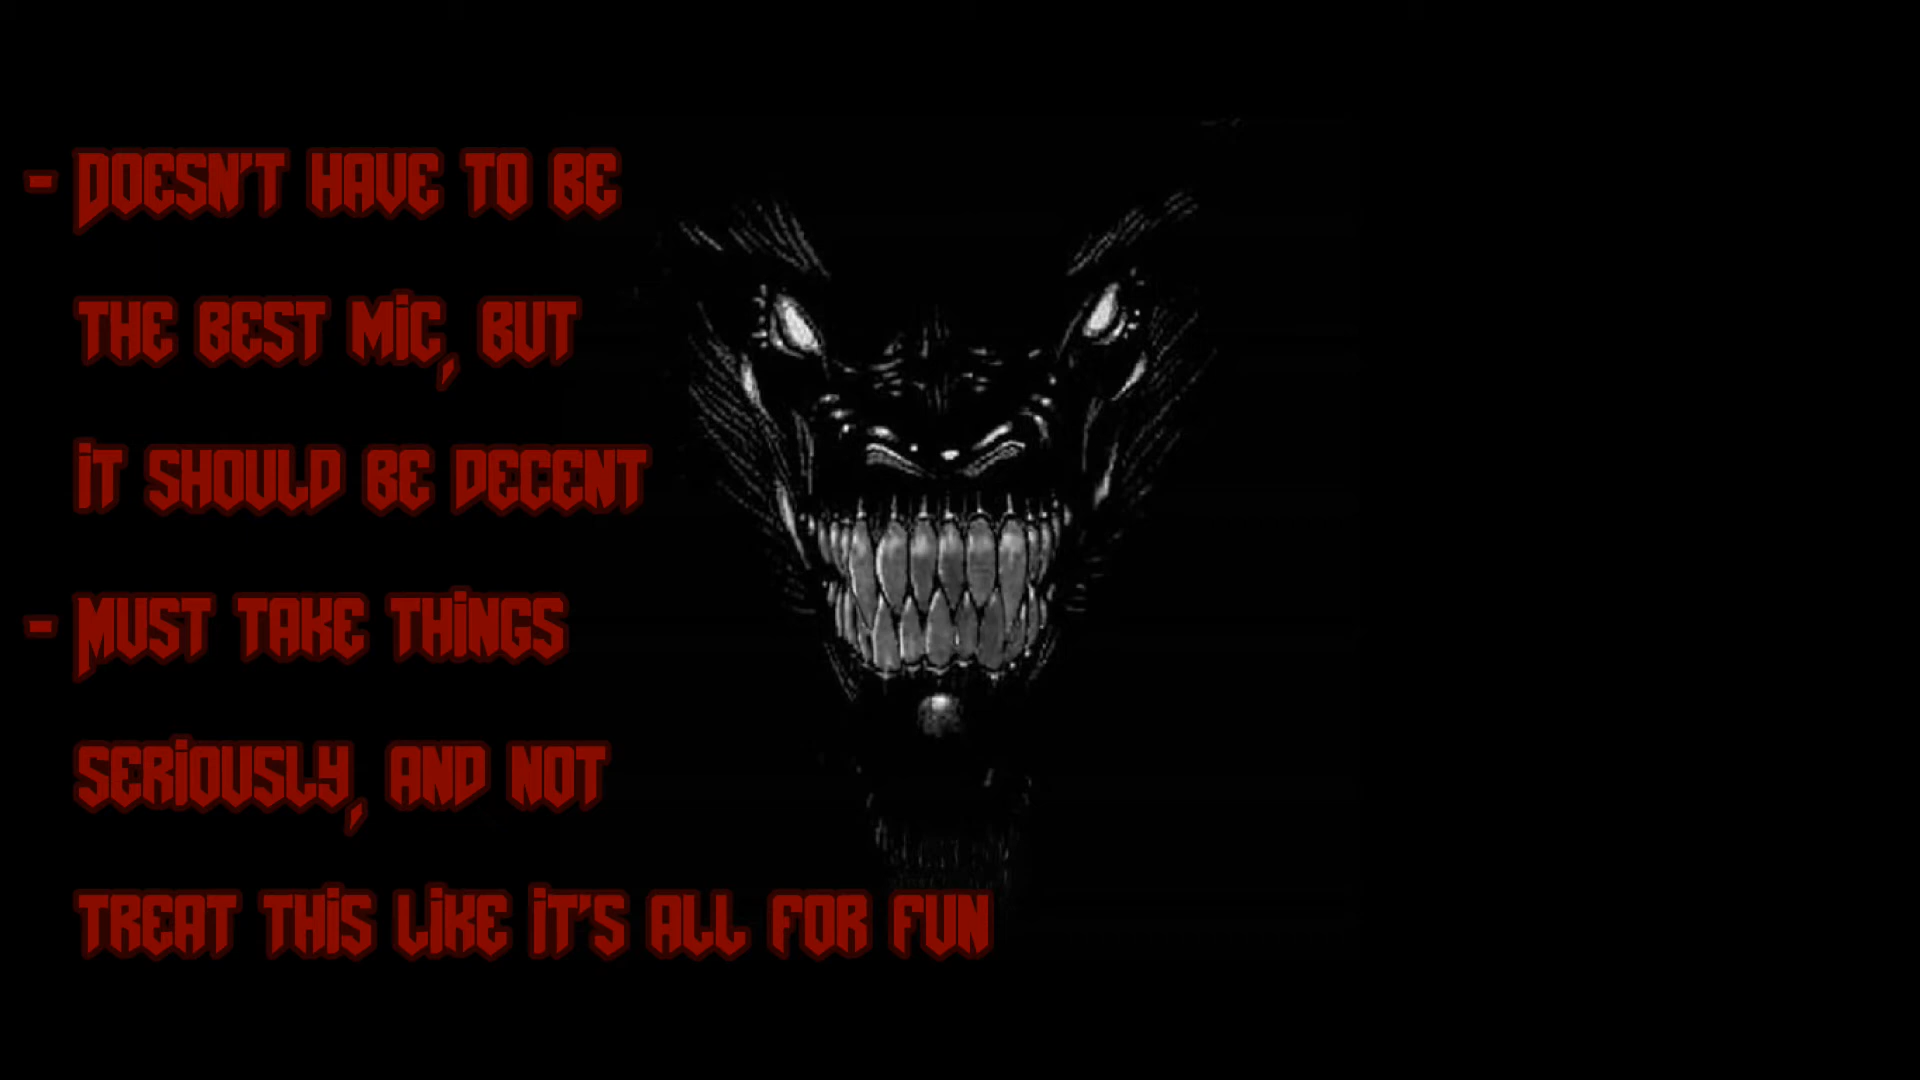 - Doesn't have to be
the best mic, but
it should be decent
- Must take things
seriously, and not
treat this like it's all for fun